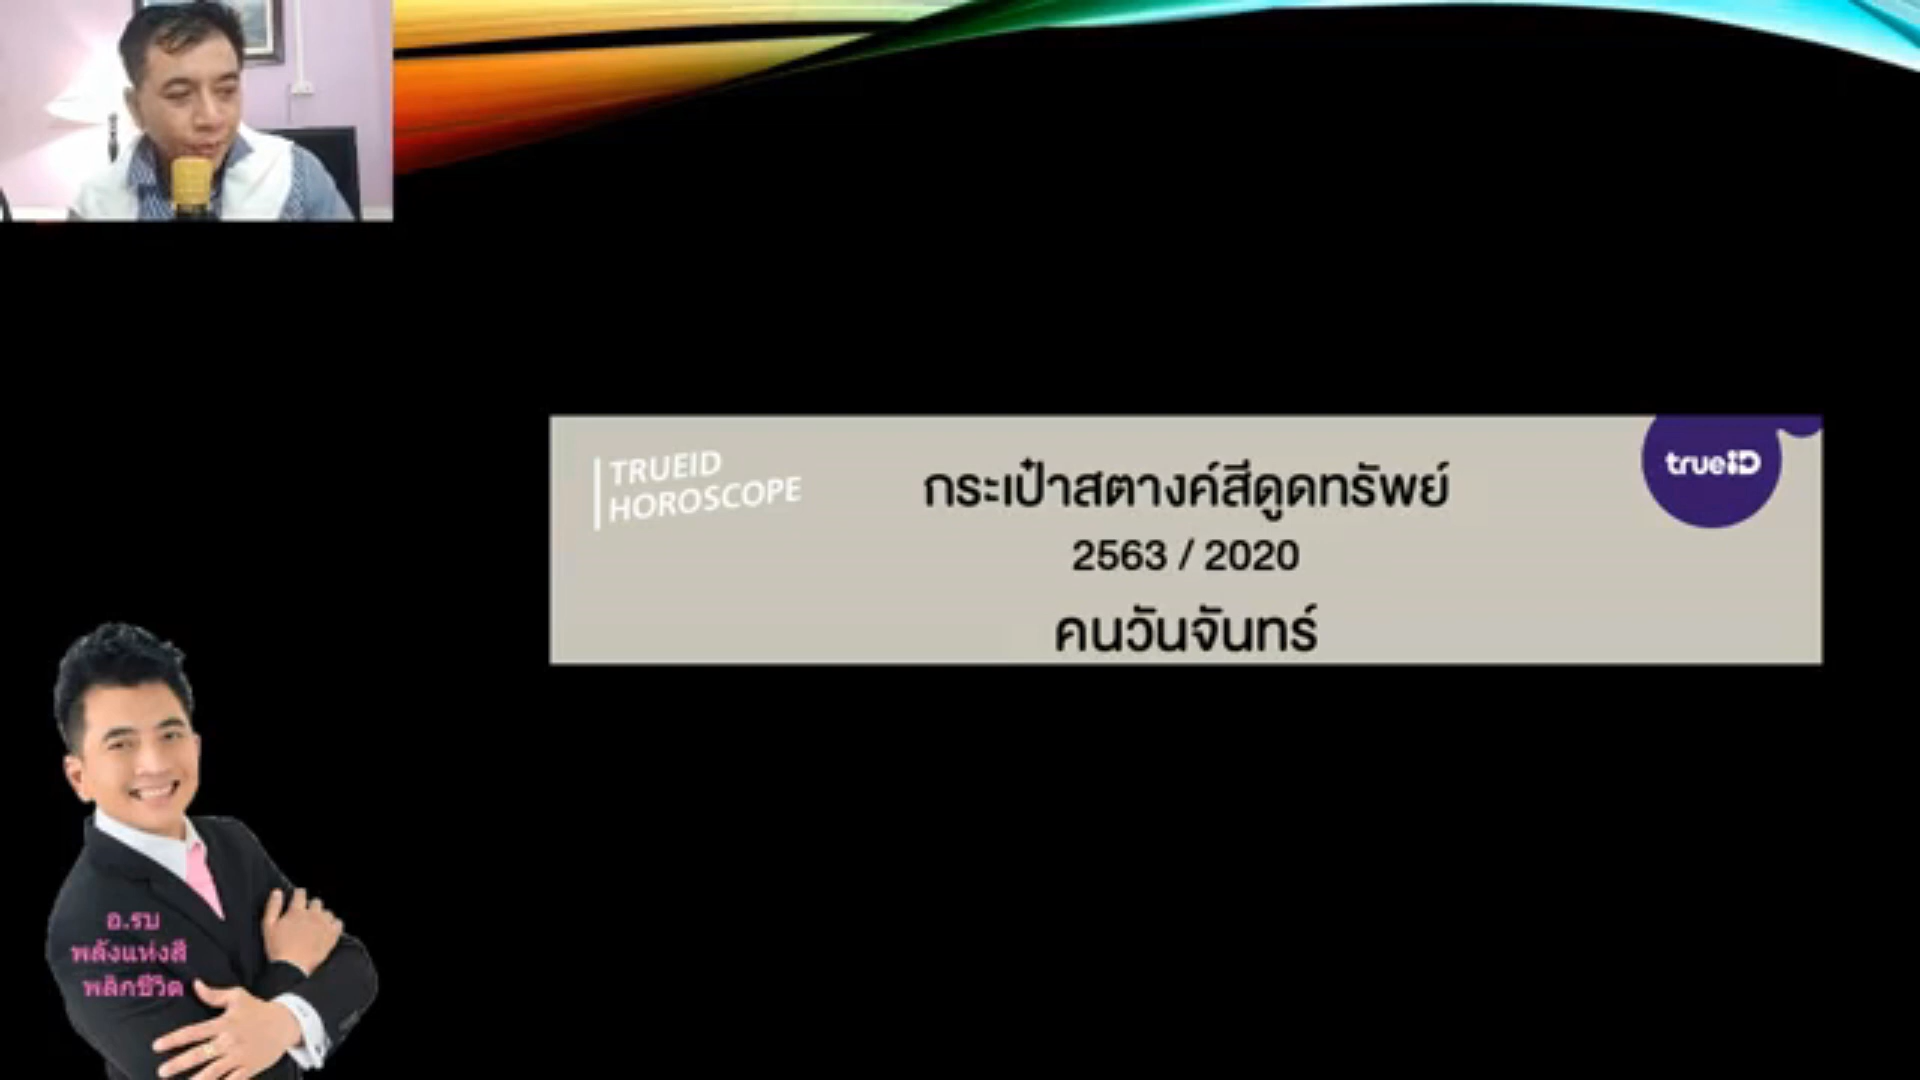 TRUEID
HOROSCOPE
กระเป๋าสตางค์สีดูดทรัพย์
trueiD
2563 / 2020
คนวันจันทร์
อ.รบ
พลังแห่งสี
พลิกชีวิต